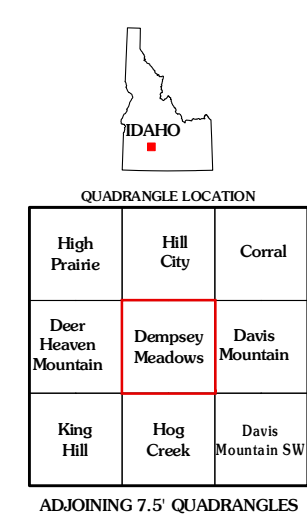 IDAHO
QUADRANGLE LOCATION
High
Prairie
Hill
City
Corral
Deer
Heaven
Mountain
Dempsey
Meadows
Davis
Mountain
King
Hill
Hog
Creek
Davis
Mountain SW
ADJOINING 7.5' QUADRANGLES